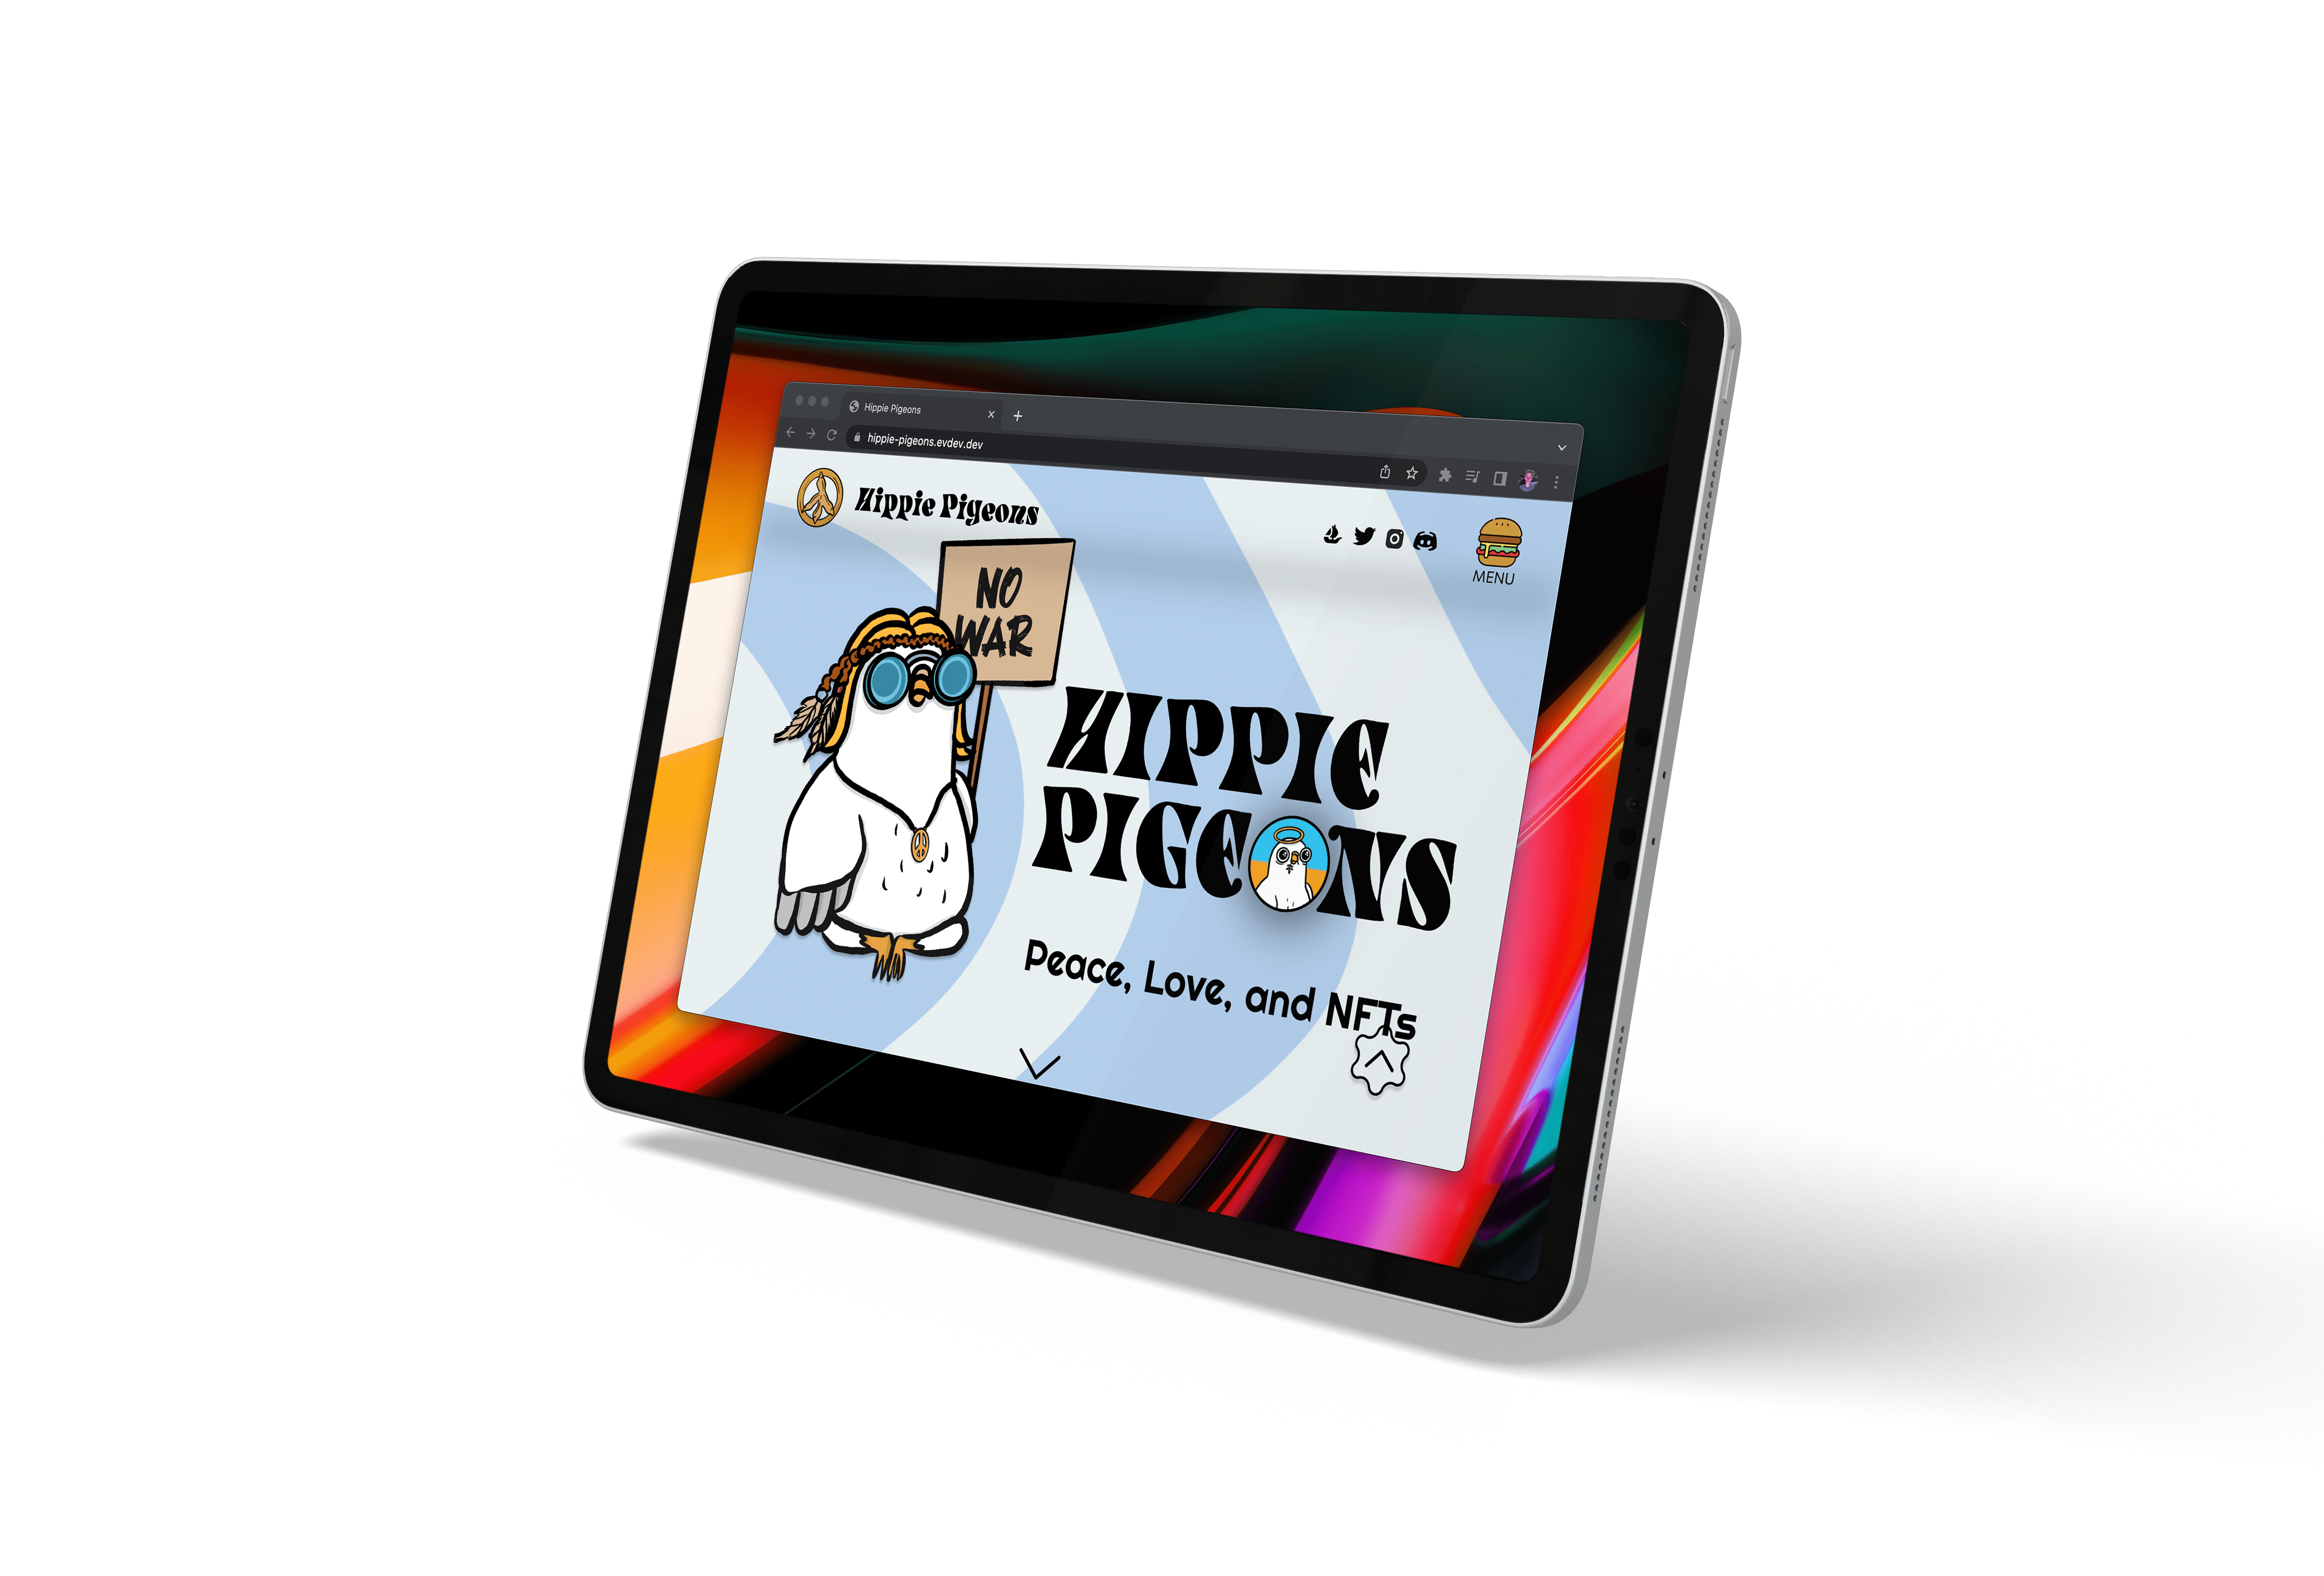 Hippie Pigeons
hippie-pigeons.evdev.dev
Hippie Pigeons
MENU
NO
WAR
HIPPIE
PIGEONS
Peace, Love, and NFTs